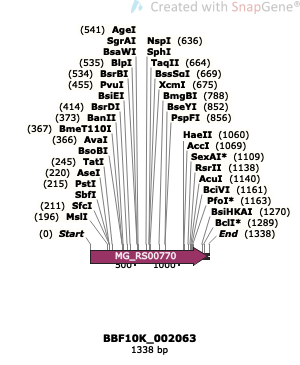 Created with SnapGene®
(541) AgeI
SgrAI NspI (636)
BsaWI SphI
(535) BlpI TaqII (664)
(534) BsrBI BssSαI (669)
(455) PvuI XcmI (675)
BsiEI BmgBI (788)
(414) BsrDI BseYI (852)
(373) BanII PspFI (856)
(367) BmeT110I HaeII (1060)
(366) AvaI AccI (1069)
BsoBI SexAI* (1109)
(245) TatI RsrII (1138)
(220) AseI AcuI (1140)
(215) PstI BciVI (1161)
SbfI PfoI* (1163)
(211) SfcI BsiHKAI (1270)
(196) MslI BclI* (1289)
(0) Start End (1338)
MG_RS00770
500 1000
BBF10K_002063
1338 bp